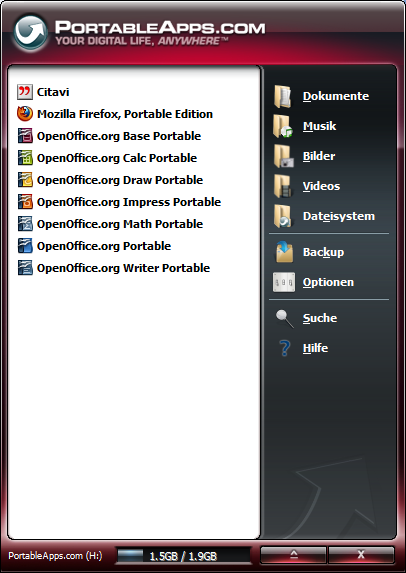 PORTABLEAPPS.COM
YOUR DIGITAL LIFE, ANYWHERE™
Citavi
Mozilla Firefox, Portable Edition
OpenOffice.org Base Portable
OpenOffice.org Calc Portable
OpenOffice.org Draw Portable
OpenOffice.org Impress Portable
OpenOffice.org Math Portable
OpenOffice.org Portable
OpenOffice.org Writer Portable
Dokumente
Musik
Bilder
Videos
Dateisystem
Backup
Optionen
Suche
Hilfe
PortableApps.com (H:)
1.5GB / 1.9GB
X